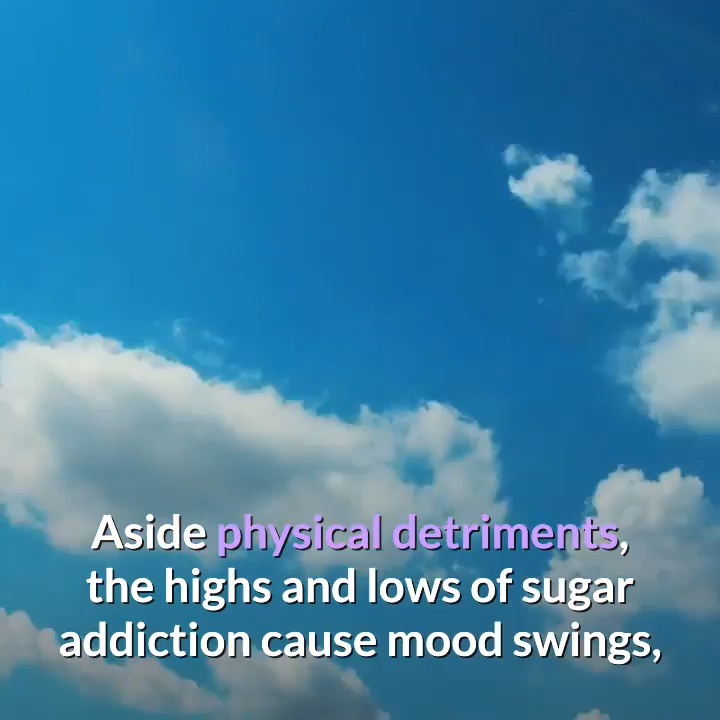 Aside physical detriments,
the highs and lows of sugar
addiction cause mood swings,